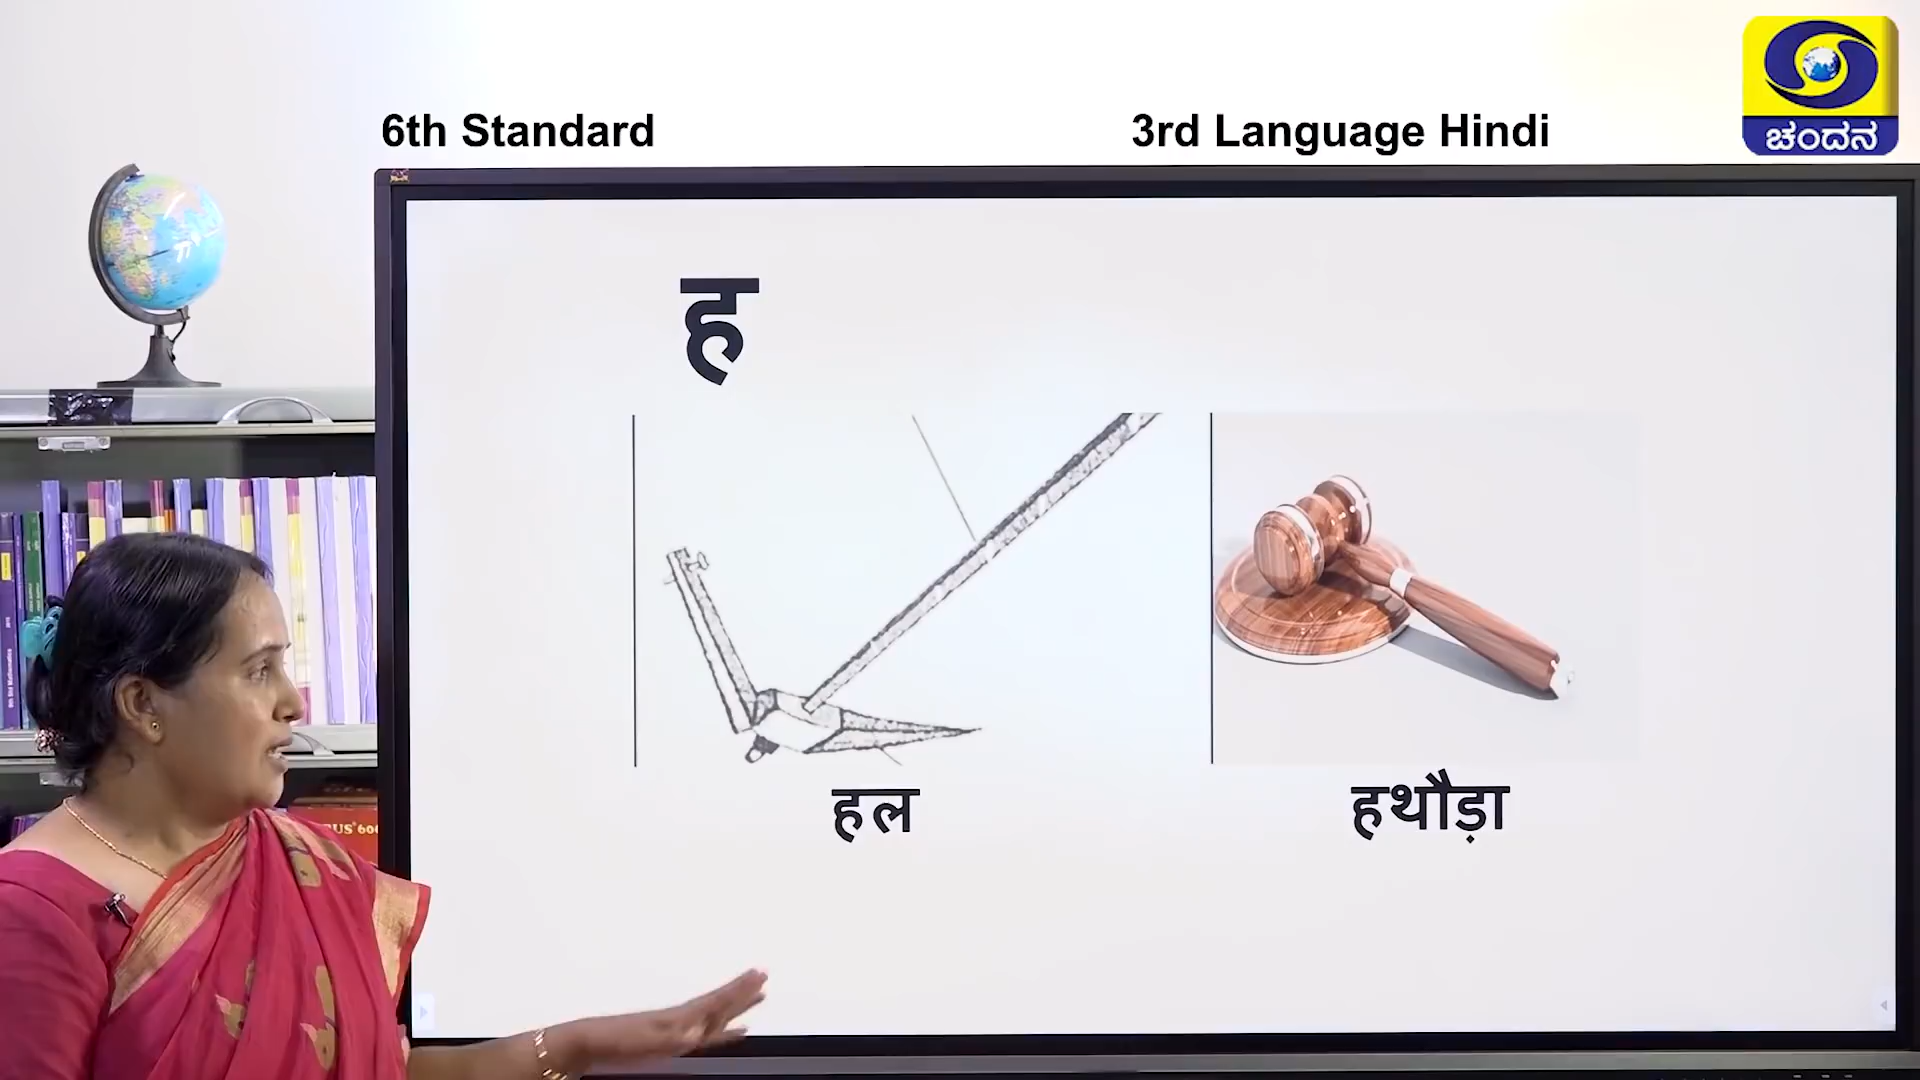 6th Standard
3rd Language Hindi
ಚಂದನ
ह
हल
हथौड़ा